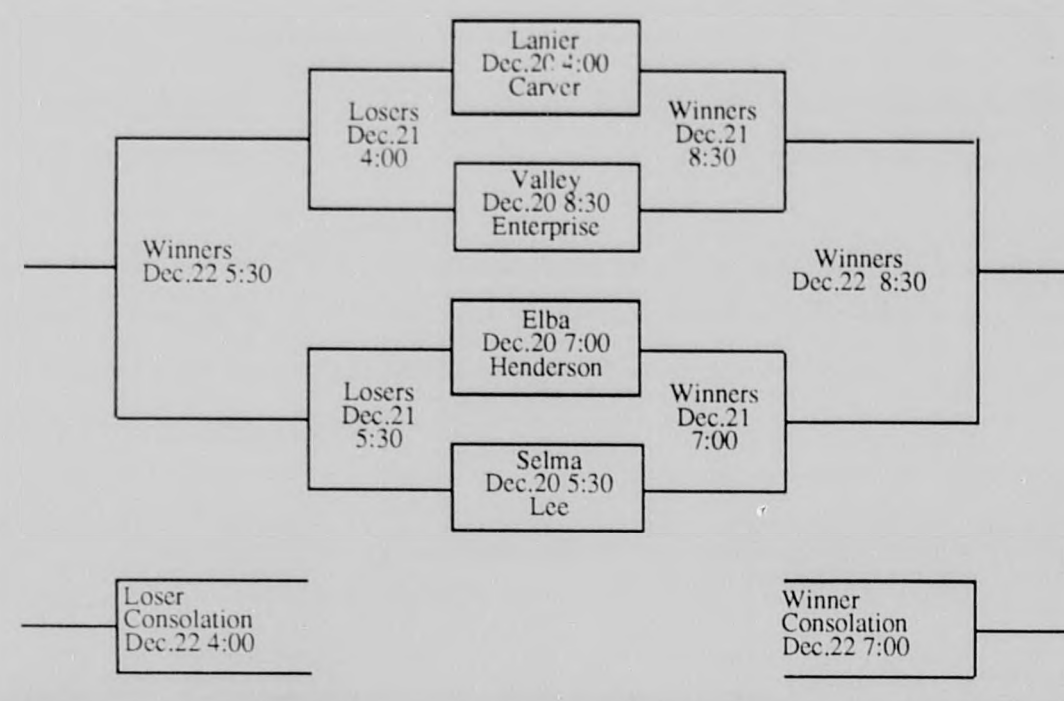 Lanier
Dec.20 4:00
Carver
Losers
Dec.21
4:00
Winners
Dec.21
8:30
Valley
Dec.20 8:30
Enterprise
Winners
Dec.22 5:30
Winners
Dec.22 8:30
Elba
Dec.20 7:00
Henderson
Losers
Dec.21
5:30
Winners
Dec.21
7:00
Selma
Dec.20 5:30
Lee
Loser
Consolation
Dec.22 4:00
Winner
Consolation
Dec.22 7:00